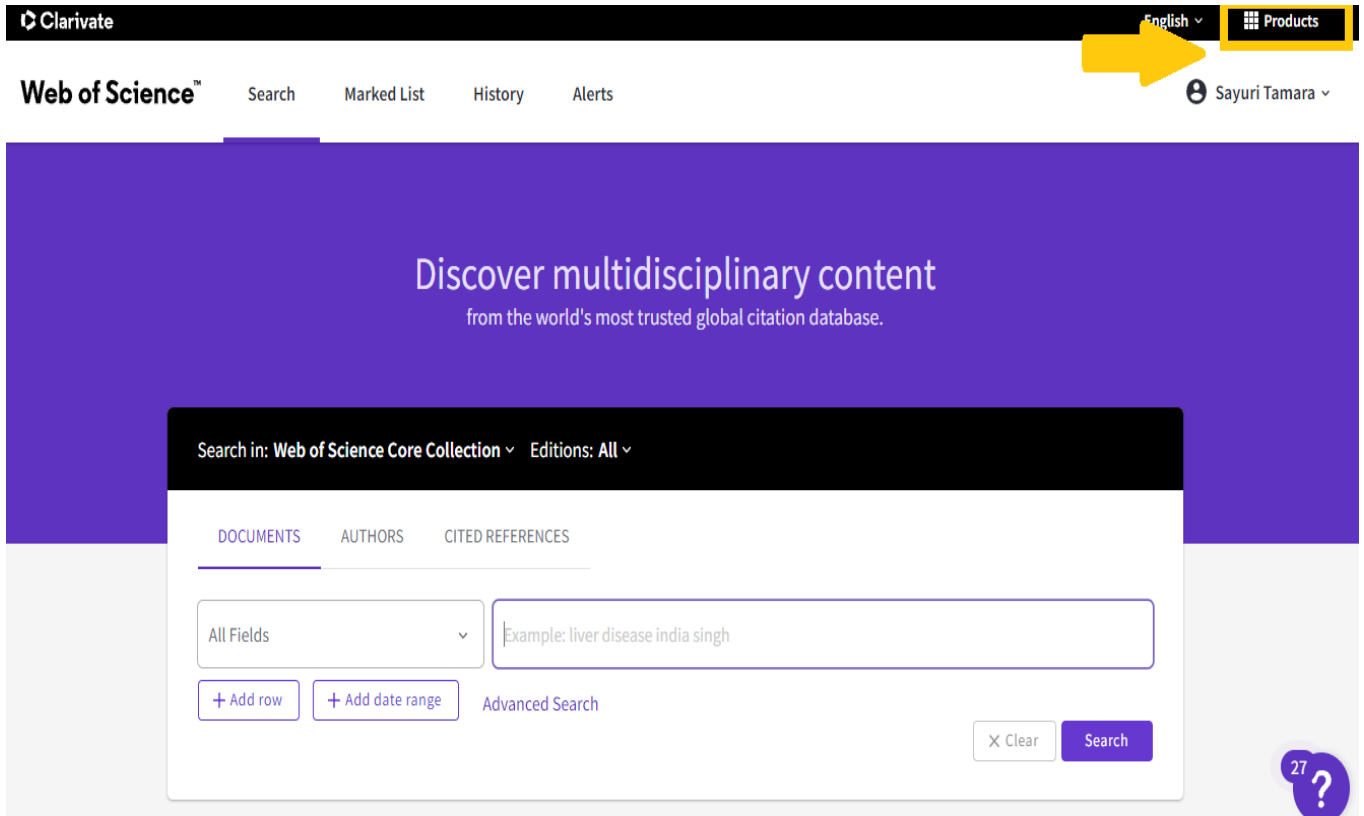 Clarivate English Products
Web of Science™ Search Marked List History Alerts Sayuri Tamara
Discover multidisciplinary content
from the world's most trusted global citation database.
Search in: Web of Science Core Collection Editions: All
DOCUMENTS AUTHORS CITED REFERENCES
All Fields Example: liver disease india singh
+ Add row + Add date range Advanced Search
X Clear Search
27
?